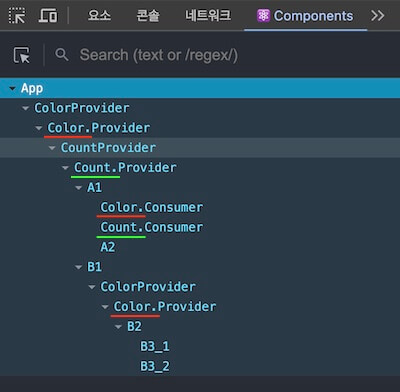 요소 콘솔 네트워크 Components
Search (text or /regex/)
App
ColorProvider
Color.Provider
CountProvider
Count.Provider
A1
Color.Consumer
Count.Consumer
A2
B1
ColorProvider
Color.Provider
B2
B3_1
B3_2